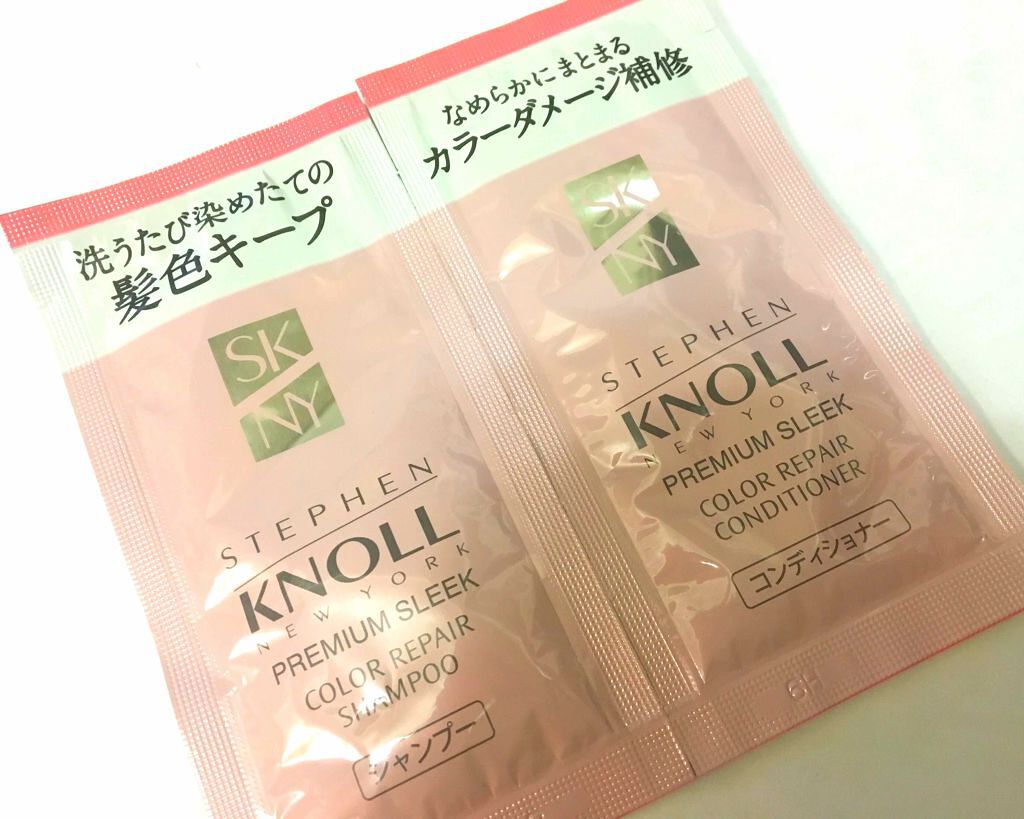 洗うたび染めたての
髪色キープ
SK
NY
STEPHEN
KNOLL
NEW YORK
PREMIUM SLEEK
COLOR REPAIR
SHAMPOO
シャンプー
なめらかにまとまる
カラーダメージ補修
SK
NY
STEPHEN
KNOLL
NEW YORK
PREMIUM SLEEK
COLOR REPAIR
CONDITIONER
コンディショナー